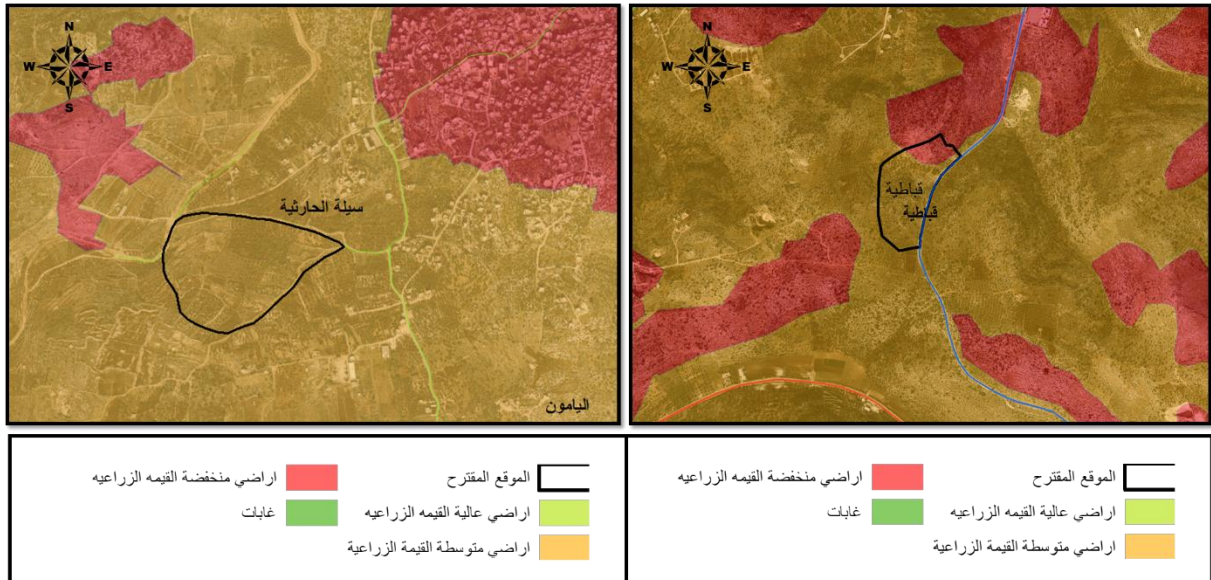 N
W E
S
سيلة الحارثية
اليامون
N
W E
S
قباطية
قباطية
الموقع المقترح
اراضي منخفضة القيمه الزراعيه
اراضي عالية القيمه الزراعيه
غابات
اراضي متوسطة القيمة الزراعية
الموقع المقترح
اراضي منخفضة القيمه الزراعيه
اراضي عالية القيمه الزراعيه
غابات
اراضي متوسطة القيمة الزراعية